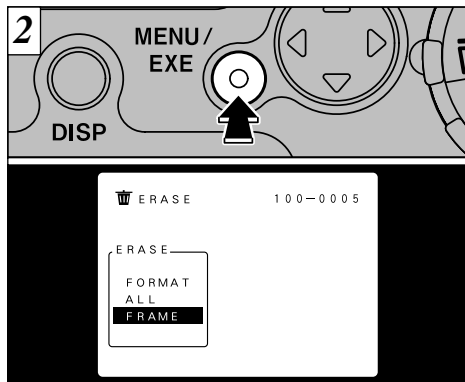 2
MENU/
EXE
DISP
ERASE 100-0005
ERASE
FORMAT
ALL
FRAME